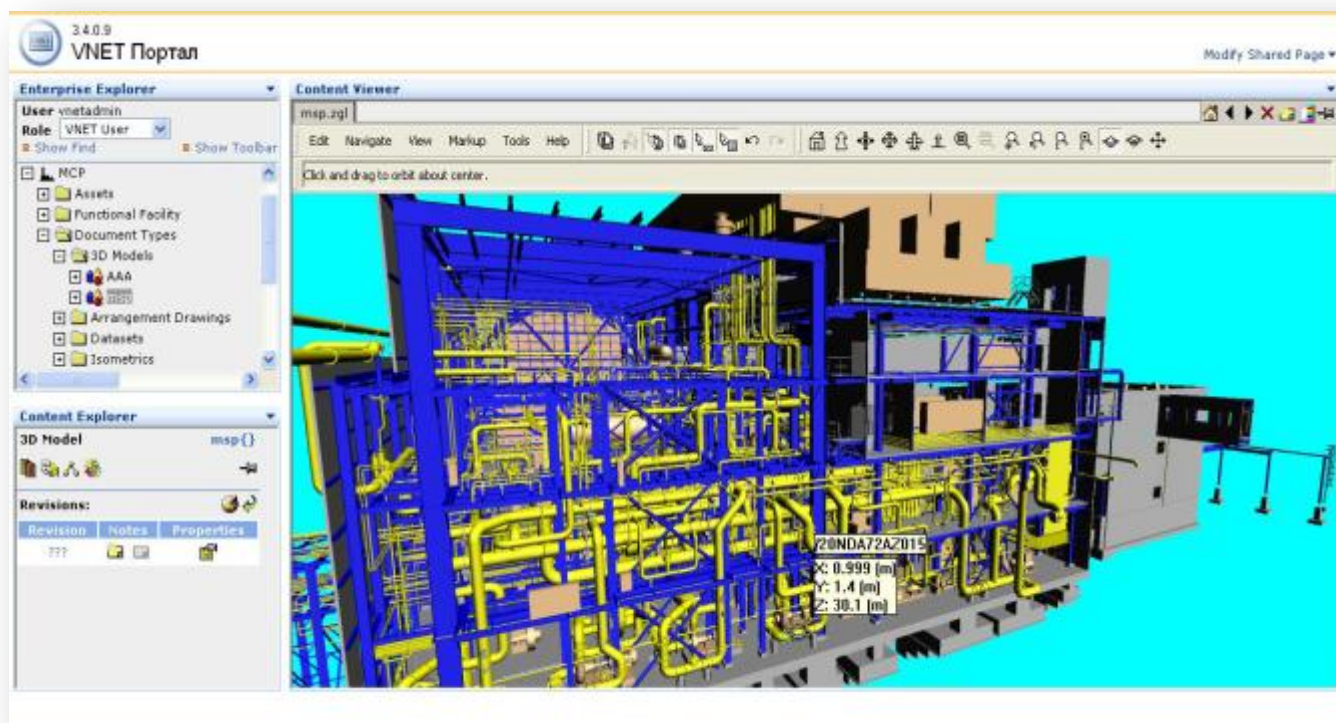 3.4.0.9
VNET Портал
Modify Shared Page
Enterprise Explorer
User vnetadmin
Role VNET User
Show Find Show Toolbar
MCP
Assets
Functional Facility
Document Types
3D Models
AAA
Arrangement Drawings
Datasets
Isometrics
Content Explorer
3D Model msp{}
Revisions:
Revision Notes Properties
???
Content Viewer
msp.zgl
Edit Navigate View Markup Tools Help
Click and drag to orbit about center.
/20NDA72AZ015
X: 0.999 (m)
Y: 1.4 (m)
Z: 30.1 (m)